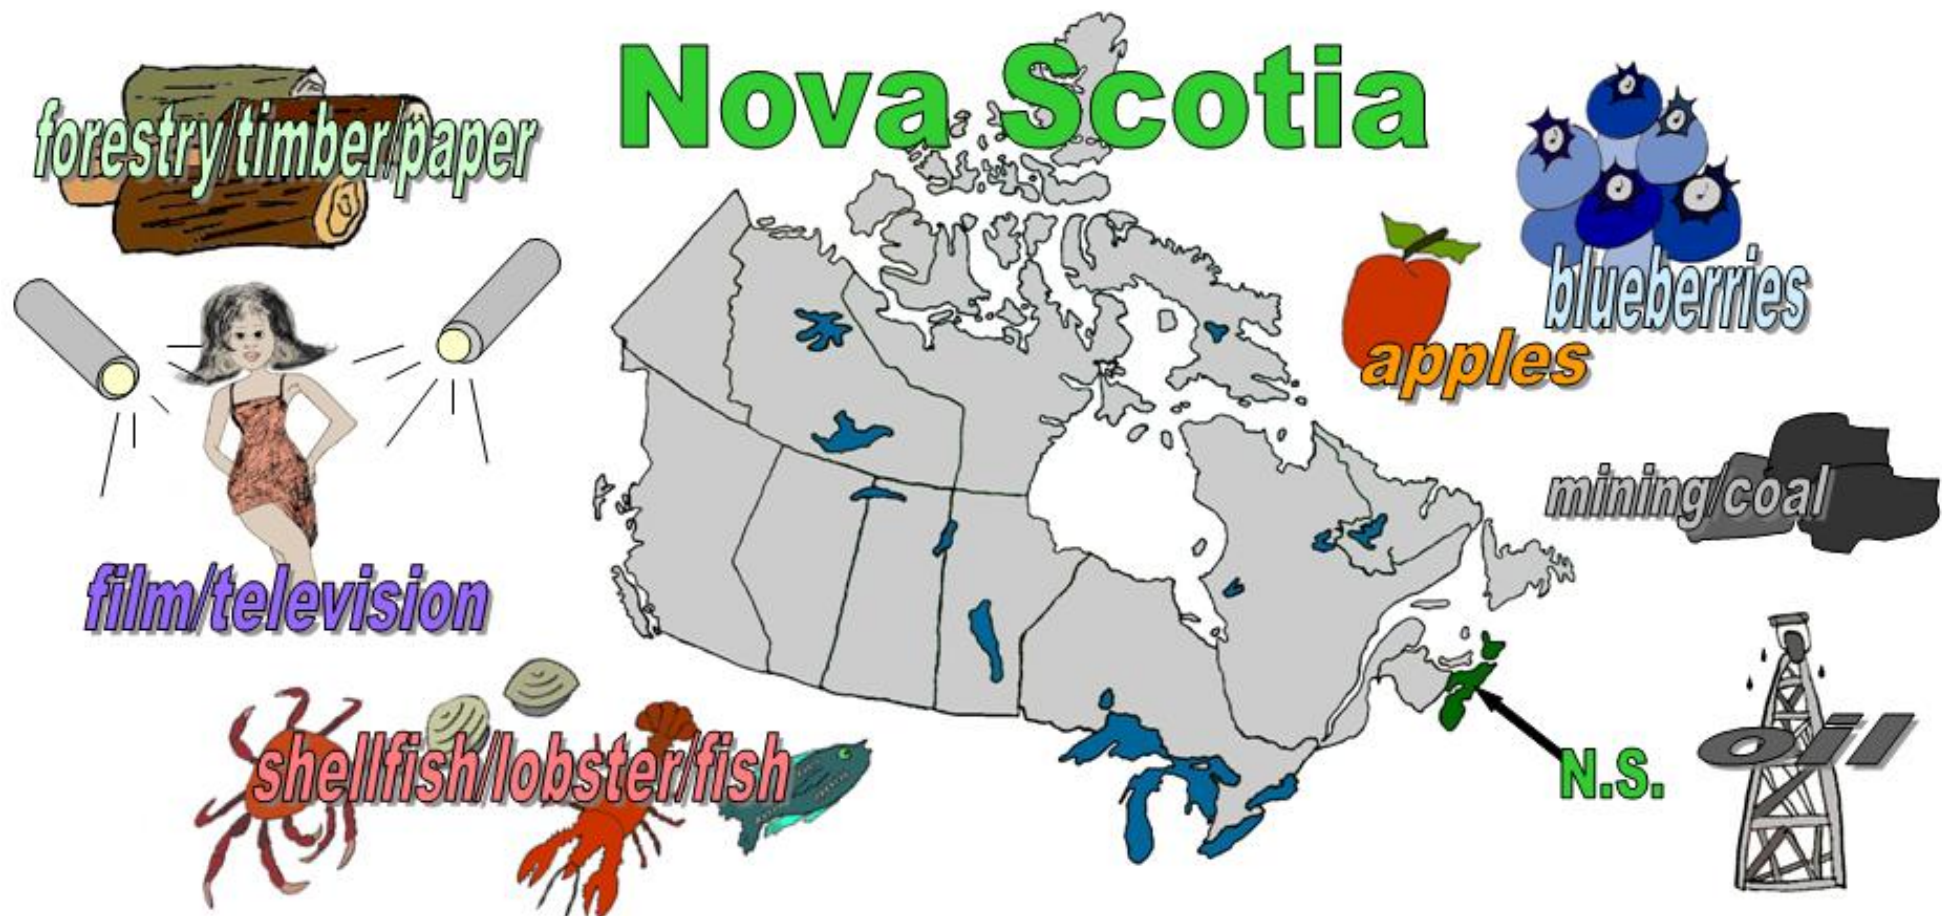 Nova Scotia
forestry/timber/paper
blueberries
apples
mining/coal
film/television
oil
N.S.
shellfish/lobster/fish